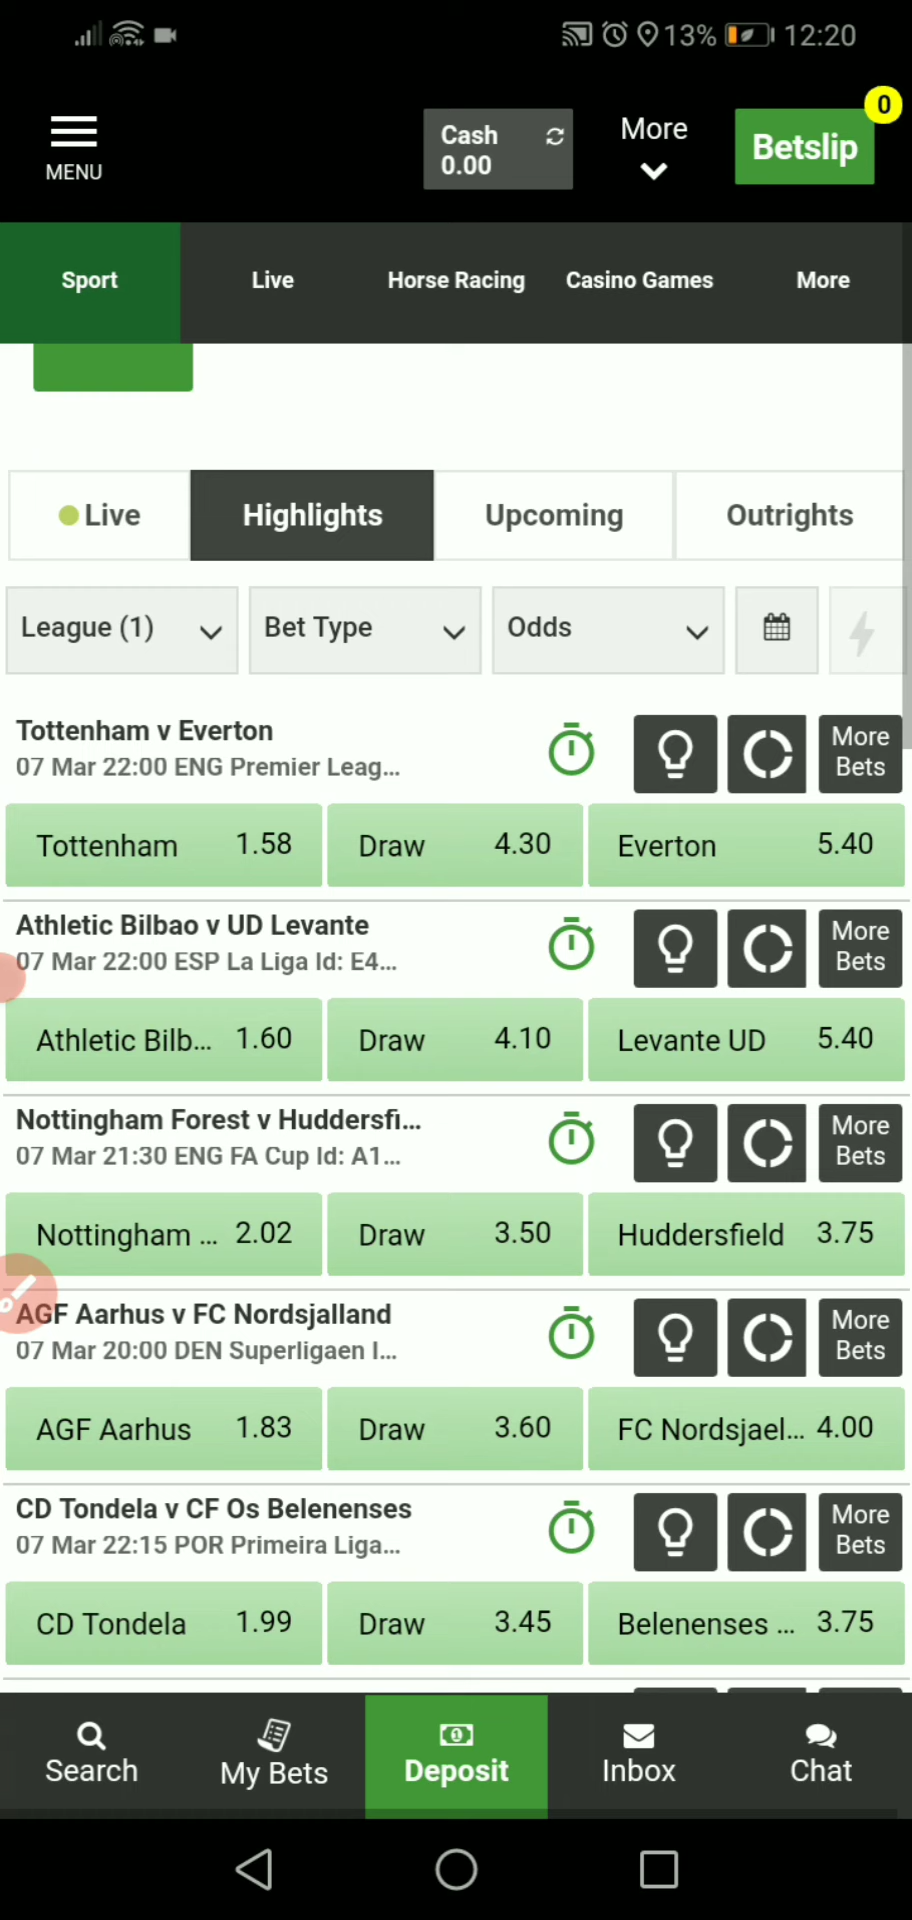 13% 12:20
MENU
Cash
0.00
More
Betslip
0
Sport
Live
Horse Racing
Casino Games
More
Live
Highlights
Upcoming
Outrights
League (1)
Bet Type
Odds
Tottenham v Everton
07 Mar 22:00 ENG Premier Leag...
More
Bets
Tottenham 1.58
Draw 4.30
Everton 5.40
Athletic Bilbao v UD Levante
07 Mar 22:00 ESP La Liga Id: E4...
More
Bets
Athletic Bilb... 1.60
Draw 4.10
Levante UD 5.40
Nottingham Forest v Huddersfi...
07 Mar 21:30 ENG FA Cup Id: A1...
More
Bets
Nottingham ... 2.02
Draw 3.50
Huddersfield 3.75
AGF Aarhus v FC Nordsjalland
07 Mar 20:00 DEN Superligaen I...
More
Bets
AGF Aarhus 1.83
Draw 3.60
FC Nordsjael... 4.00
CD Tondela v CF Os Belenenses
07 Mar 22:15 POR Primeira Liga...
More
Bets
CD Tondela 1.99
Draw 3.45
Belenenses ... 3.75
Search
My Bets
Deposit
Inbox
Chat